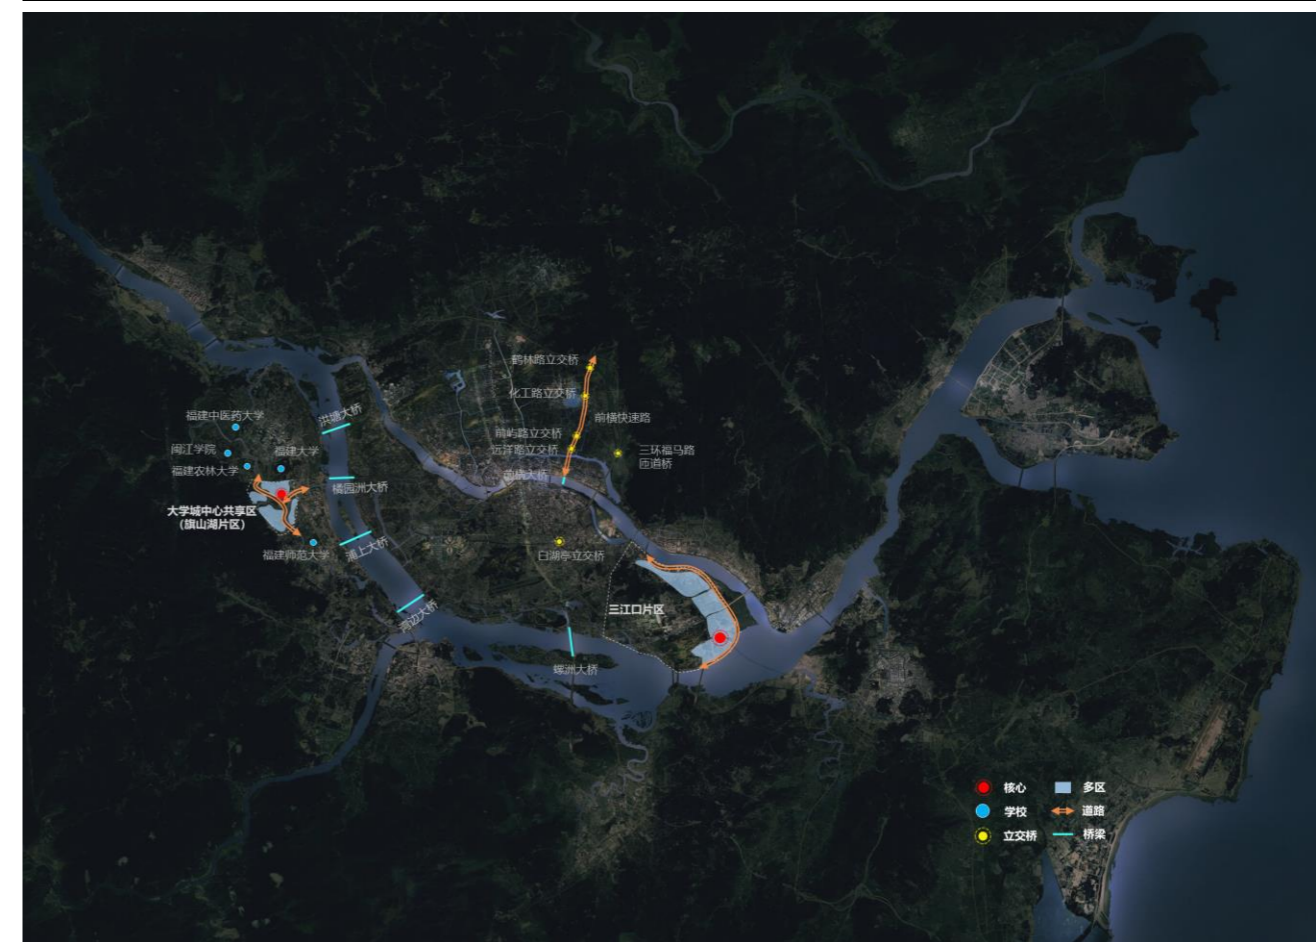 鹤林路立交桥
化工路立交桥
前横快速路
前屿路立交桥
远洋路立交桥
三环福马路
匝道桥
鼓山大桥
福建中医药大学
洪塘大桥
闽江学院
福建大学
福建农林大学
橘园洲大桥
大学城中心共享区
(旗山湖片区)
福建师范大学
浦上大桥
白湖亭立交桥
湾边大桥
三江口片区
螺洲大桥
核心
多区
学校
道路
立交桥
桥梁